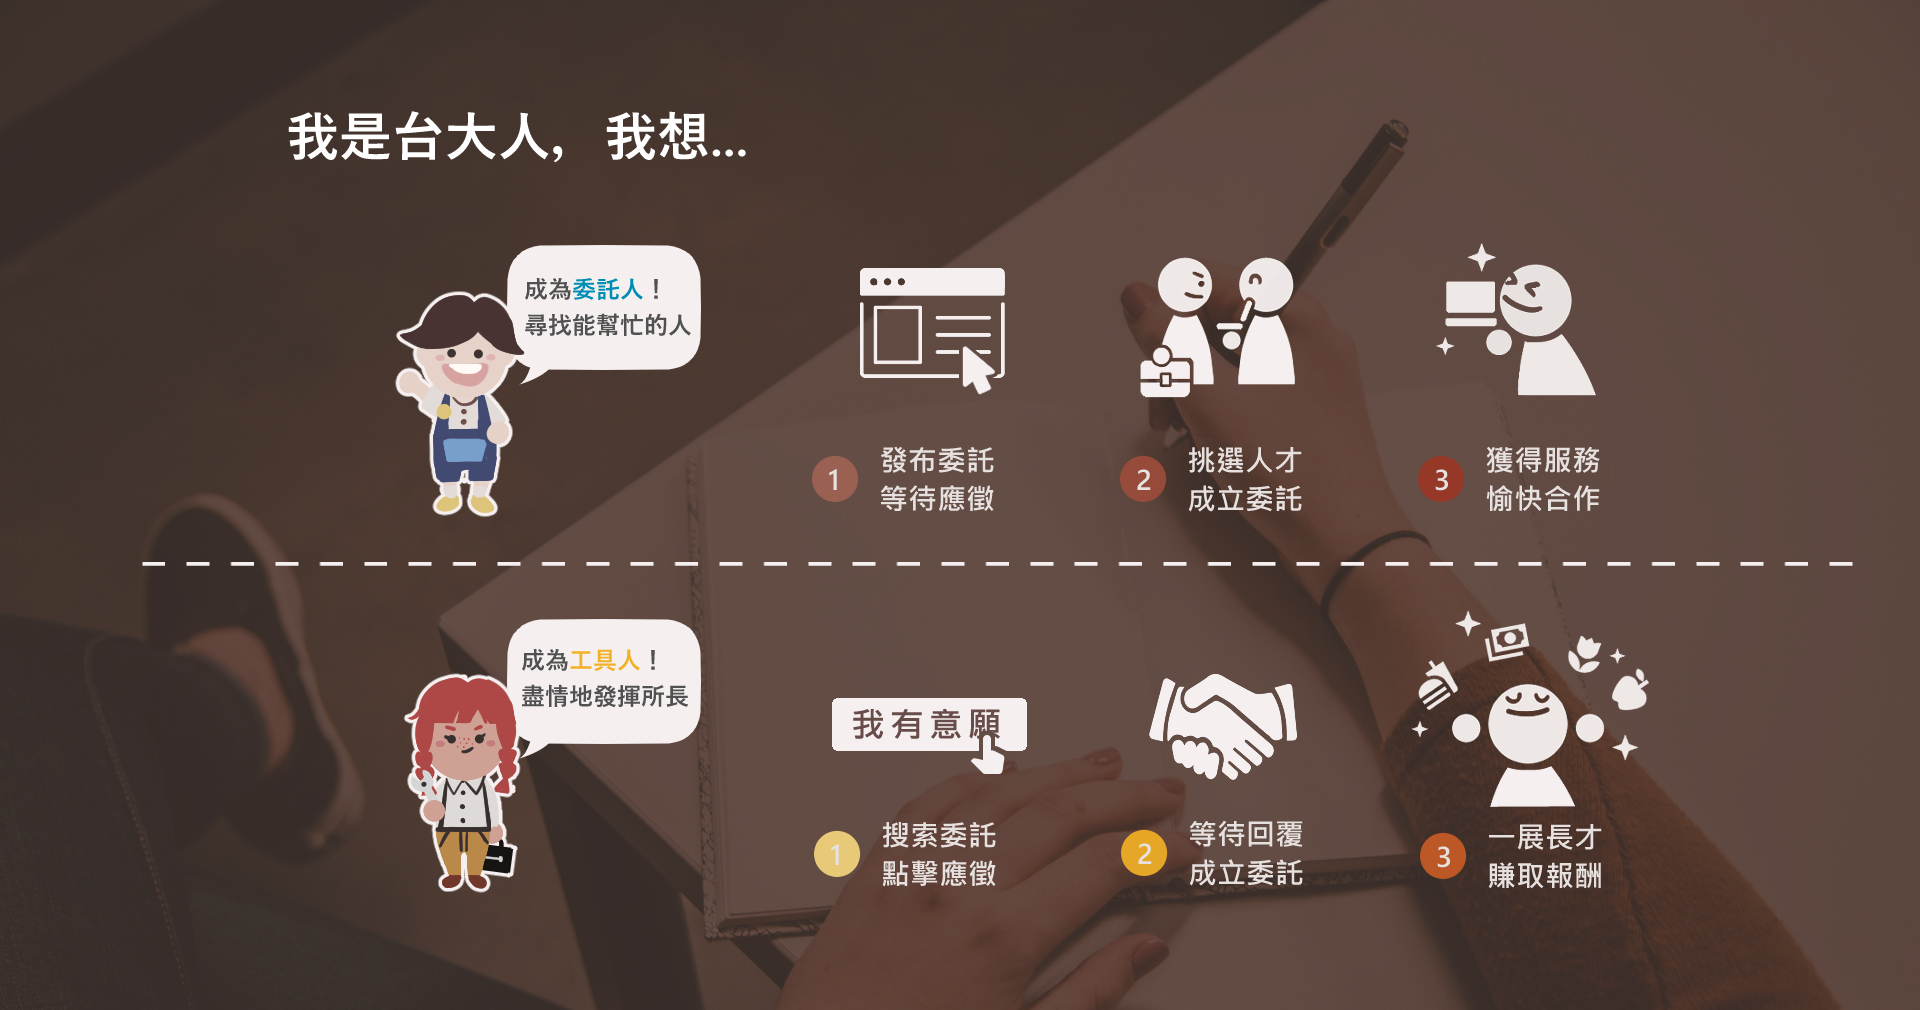 我是台大人，我想...
成為委託人！
尋找能幫忙的人
1
發布委託
等待應徵
2
挑選人才
成立委託
3
獲得服務
愉快合作
成為工具人！
盡情地發揮所長
我有意願
1
搜索委託
點擊應徵
2
等待回覆
成立委託
3
一展長才
賺取報酬